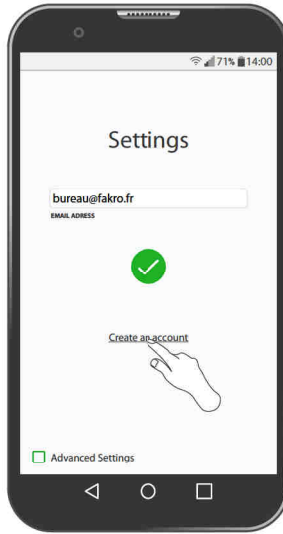 71% 14:00
Settings
bureau@fakro.fr
EMAIL ADRESS
Create an account
Advanced Settings